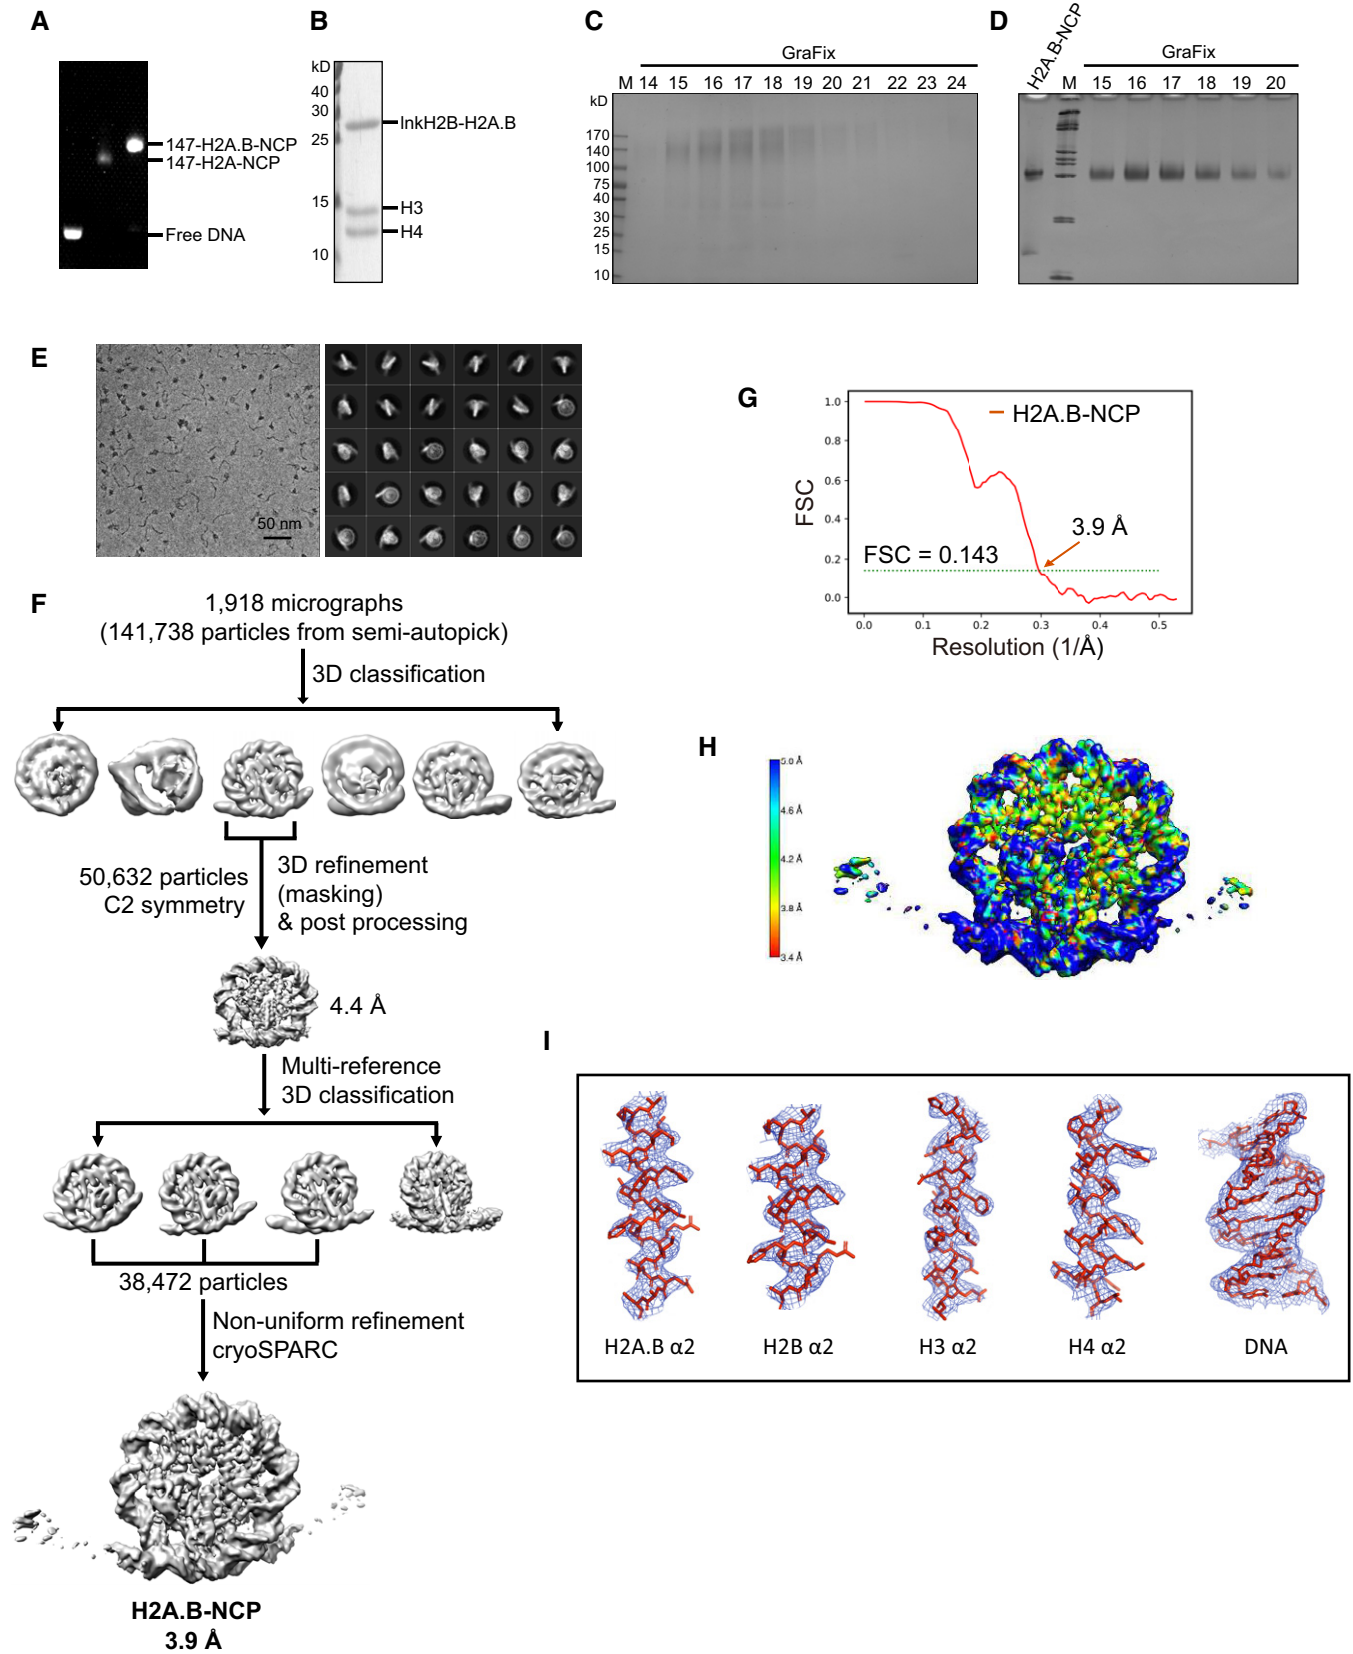 A
147-H2A.B-NCP
147-H2A-NCP
Free DNA
B
kD
40
30
25
15
10
lnkH2B-H2A.B
H3
H4
C
GraFix
M 14 15 16 17 18 19 20 21 22 23 24
kD
170
140
100
75
40
30
25
15
10
D
H2A.B-NCP
GraFix
M 15 16 17 18 19 20
E
50 nm
F
1,918 micrographs
(141,738 particles from semi-autopick)
3D classification
50,632 particles
C2 symmetry
3D refinement
(masking)
& post processing
4.4 Å
Multi-reference
3D classification
38,472 particles
Non-uniform refinement
cryoSPARC
H2A.B-NCP
3.9 Å
G
1.0
0.8
0.6
0.4
0.2
0.0
FSC
H2A.B-NCP
3.9 Å
FSC = 0.143
0.0 0.1 0.2 0.3 0.4 0.5
Resolution (1/Å)
H
5.0 Å
4.6 Å
4.2 Å
3.8 Å
3.4 Å
I
H2A.B α2 H2B α2 H3 α2 H4 α2 DNA